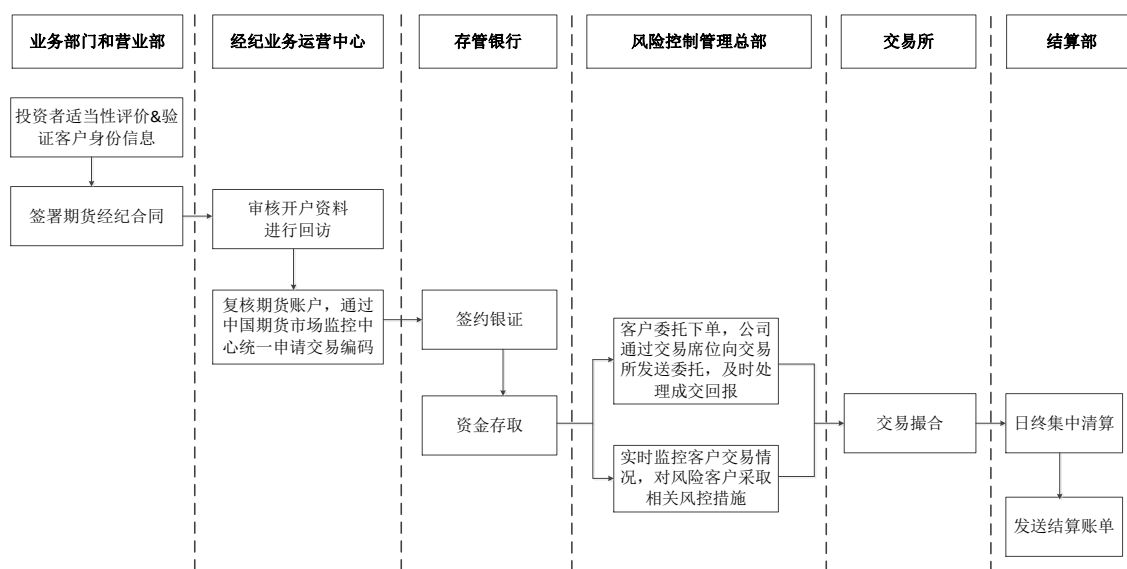 业务部门和营业部
经纪业务运营中心
存管银行
风险控制管理总部
交易所
结算部
投资者适当性评价&验
证客户身份信息
签署期货经纪合同
审核开户资料
进行回访
复核期货账户，通过
中国期货市场监控中
心统一申请交易编码
签约银证
资金存取
客户委托下单，公司
通过交易席位向交易
所发送委托，及时处
理成交回报
实时监控客户交易情
况，对风险客户采取
相关风控措施
交易撮合
日终集中清算
发送结算账单